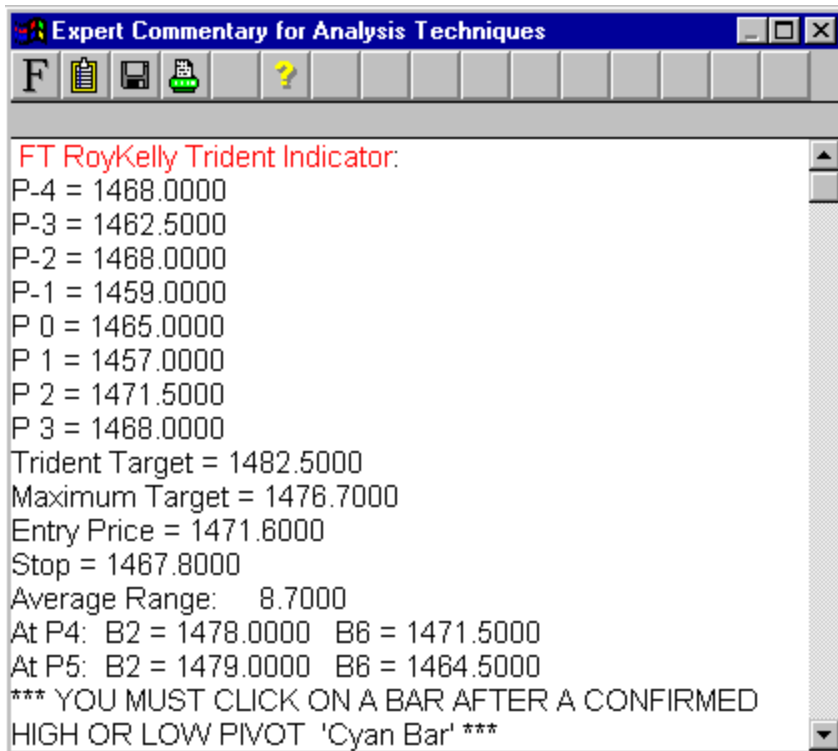 Expert Commentary for Analysis Techniques
F
?
FT RoyKelly Trident Indicator:
P-4 = 1468.0000
P-3 = 1462.5000
P-2 = 1468.0000
P-1 = 1459.0000
P 0 = 1465.0000
P 1 = 1457.0000
P 2 = 1471.5000
P 3 = 1468.0000
Trident Target = 1482.5000
Maximum Target = 1476.7000
Entry Price = 1471.6000
Stop = 1467.8000
Average Range: 8.7000
At P4: B2 = 1478.0000 B6 = 1471.5000
At P5: B2 = 1479.0000 B6 = 1464.5000
*** YOU MUST CLICK ON A BAR AFTER A CONFIRMED
HIGH OR LOW PIVOT 'Cyan Bar' ***